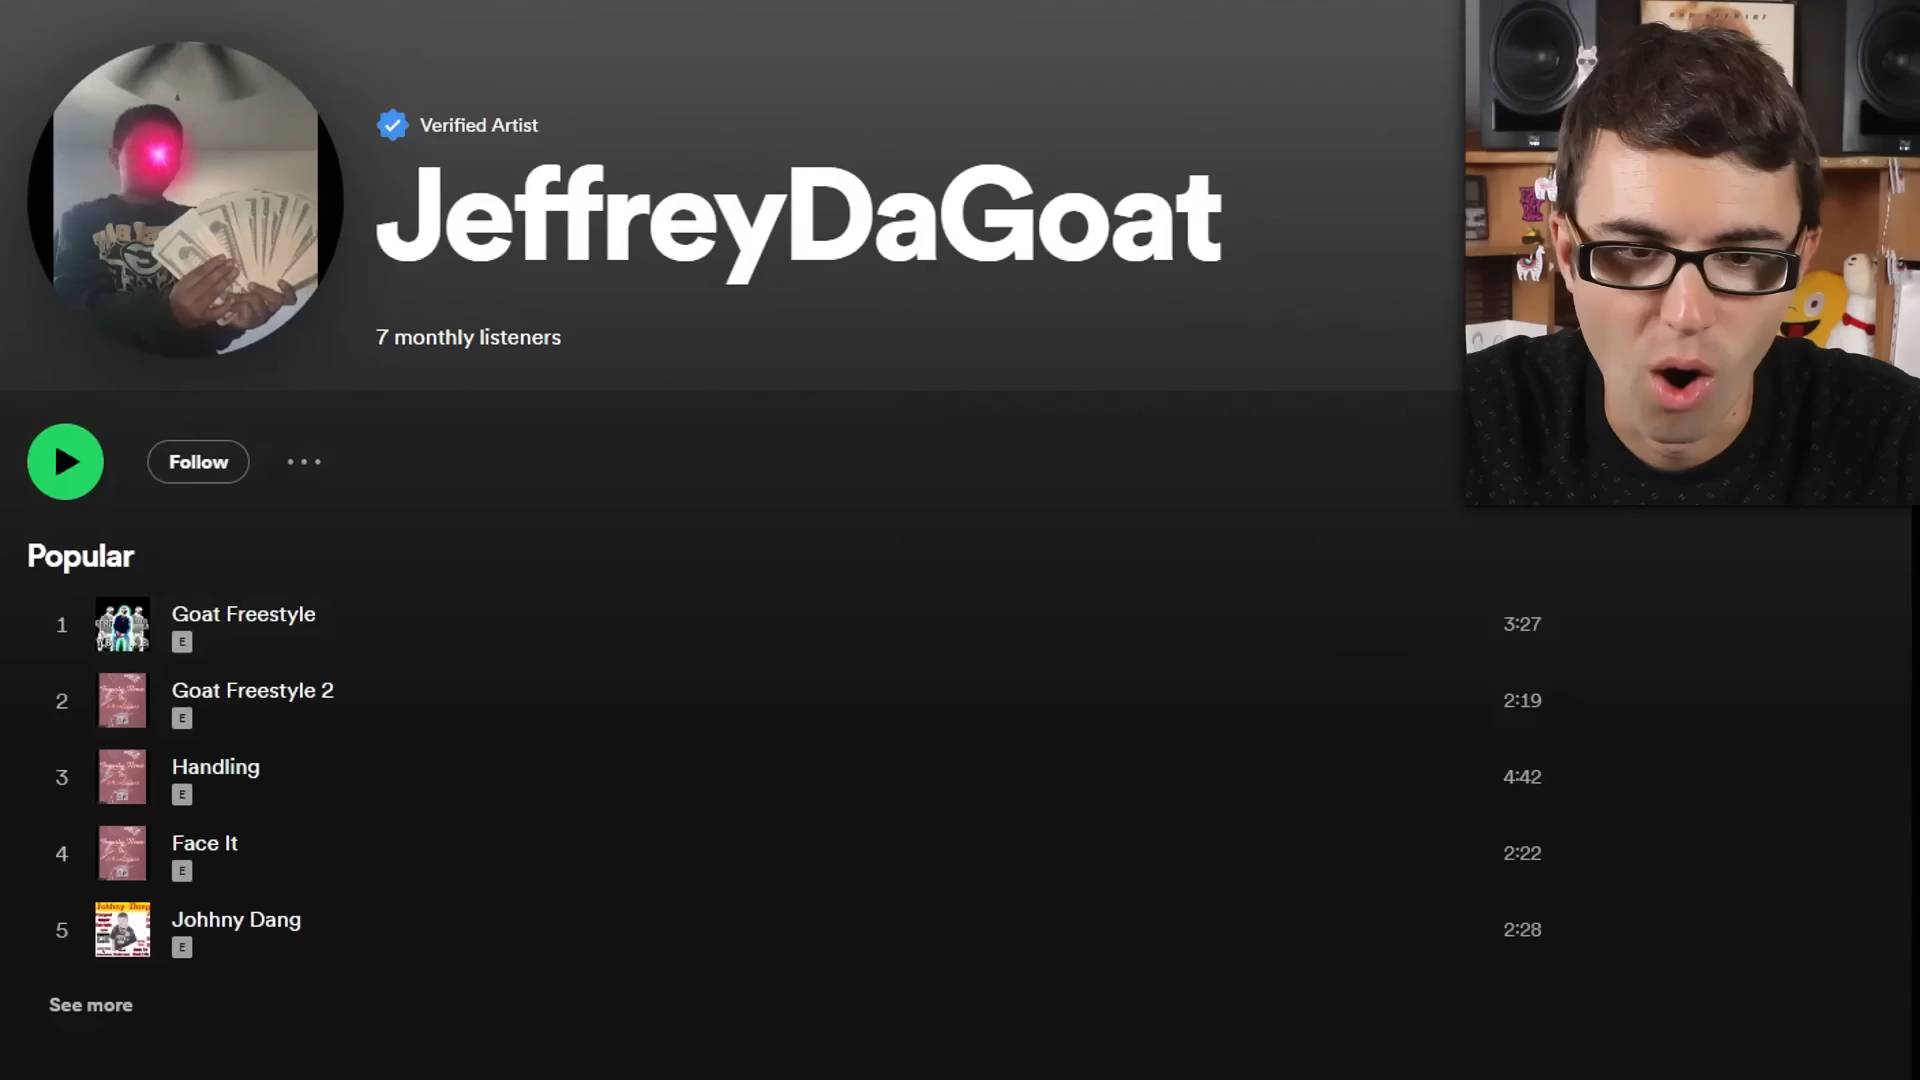 Verified Artist
JeffreyDaGoat
7 monthly listeners
Follow
Popular
1
Goat Freestyle
E
3:27
2
Goat Freestyle 2
E
2:19
3
Handling
E
4:42
4
Face It
E
2:22
5
Johhny Dang
E
2:28
See more